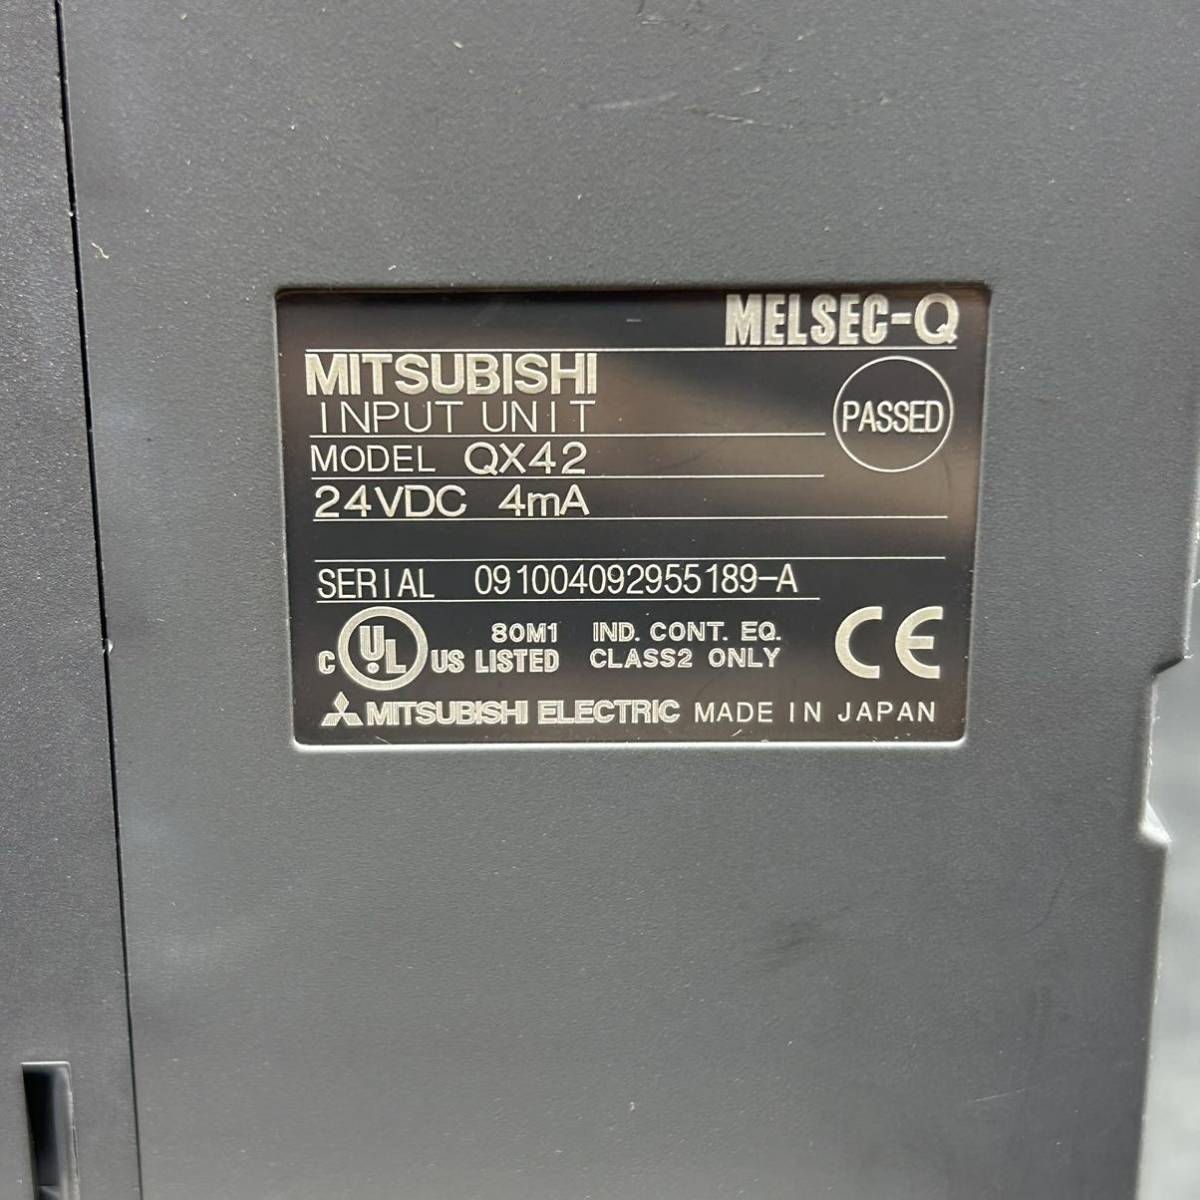 MELSEC-Q
MITSUBISHI
INPUT UNIT
PASSED
MODEL QX42
24VDC 4mA
SERIAL 091004092955189-A
C UL US LISTED 80M1 IND. CONT. EQ. CLASS2 ONLY CE
MITSUBISHI ELECTRIC MADE IN JAPAN